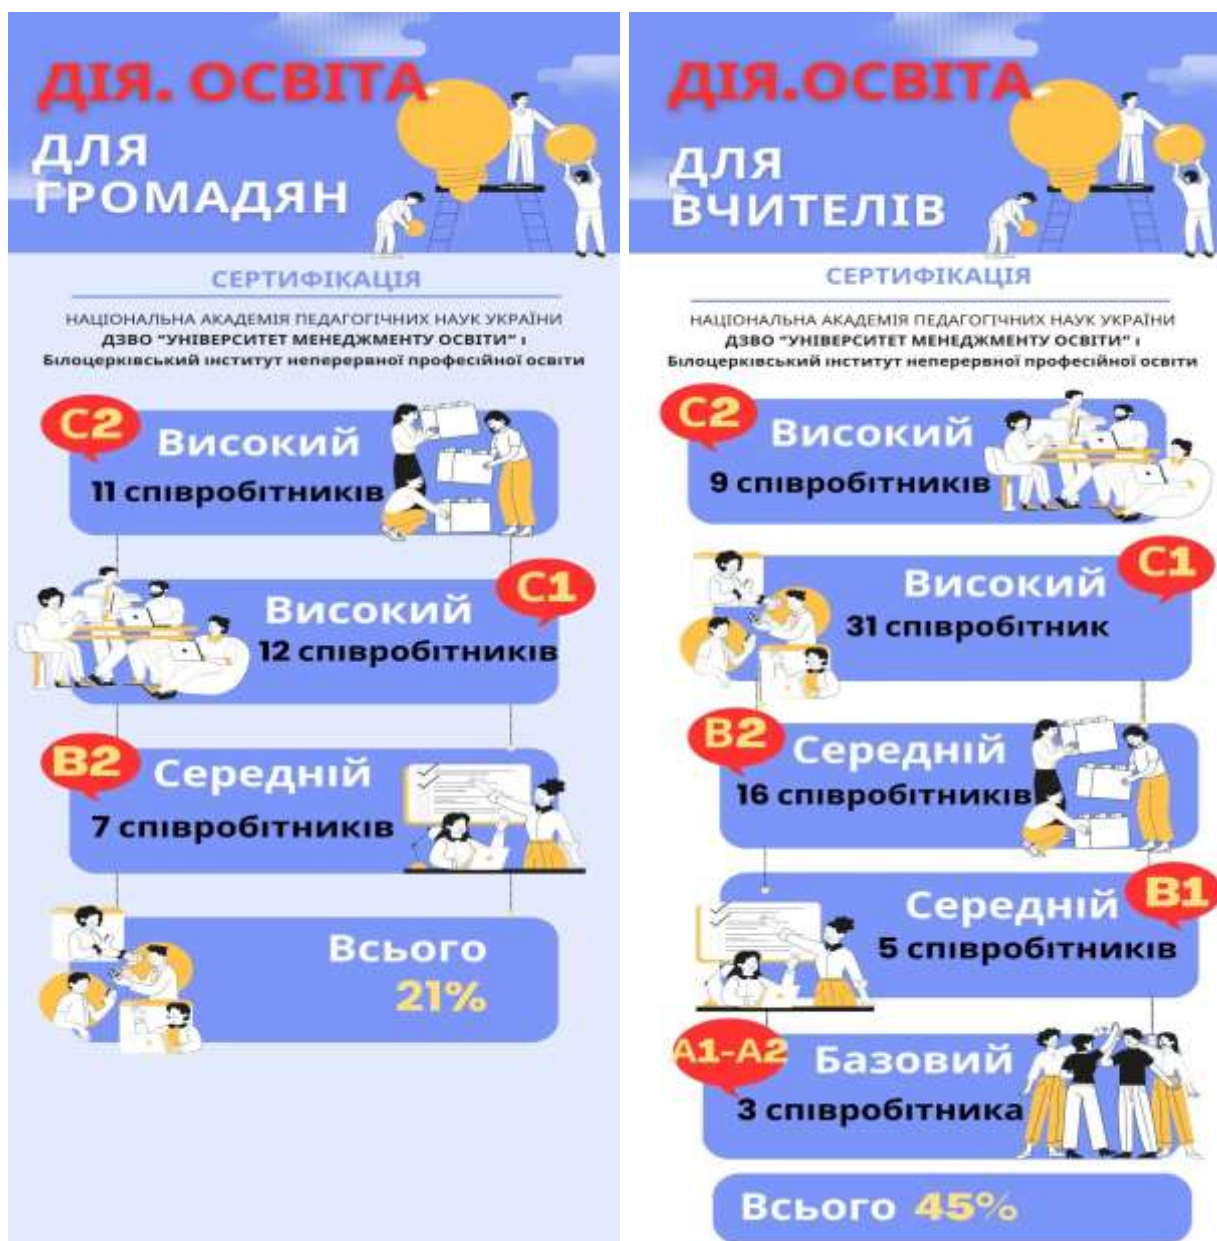 ДІЯ. ОСВІТА
ДЛЯ
ГРОМАДЯН
СЕРТИФІКАЦІЯ
НАЦІОНАЛЬНА АКАДЕМІЯ ПЕДАГОГІЧНИХ НАУК УКРАЇНИ
ДЗВО "УНІВЕРСИТЕТ МЕНЕДЖМЕНТУ ОСВІТИ" і
Білоцерківський інститут неперервної професійної освіти
C2
Високий
11 співробітників
C1
Високий
12 співробітників
B2
Середній
7 співробітників
Всього
21%
ДІЯ.ОСВІТА
ДЛЯ
ВЧИТЕЛІВ
СЕРТИФІКАЦІЯ
НАЦІОНАЛЬНА АКАДЕМІЯ ПЕДАГОГІЧНИХ НАУК УКРАЇНИ
ДЗВО "УНІВЕРСИТЕТ МЕНЕДЖМЕНТУ ОСВІТИ" і
Білоцерківський інститут неперервної професійної освіти
C2
Високий
9 співробітників
C1
Високий
31 співробітник
B2
Середній
16 співробітників
B1
Середній
5 співробітників
A1-A2
Базовий
3 співробітника
Всього 45%